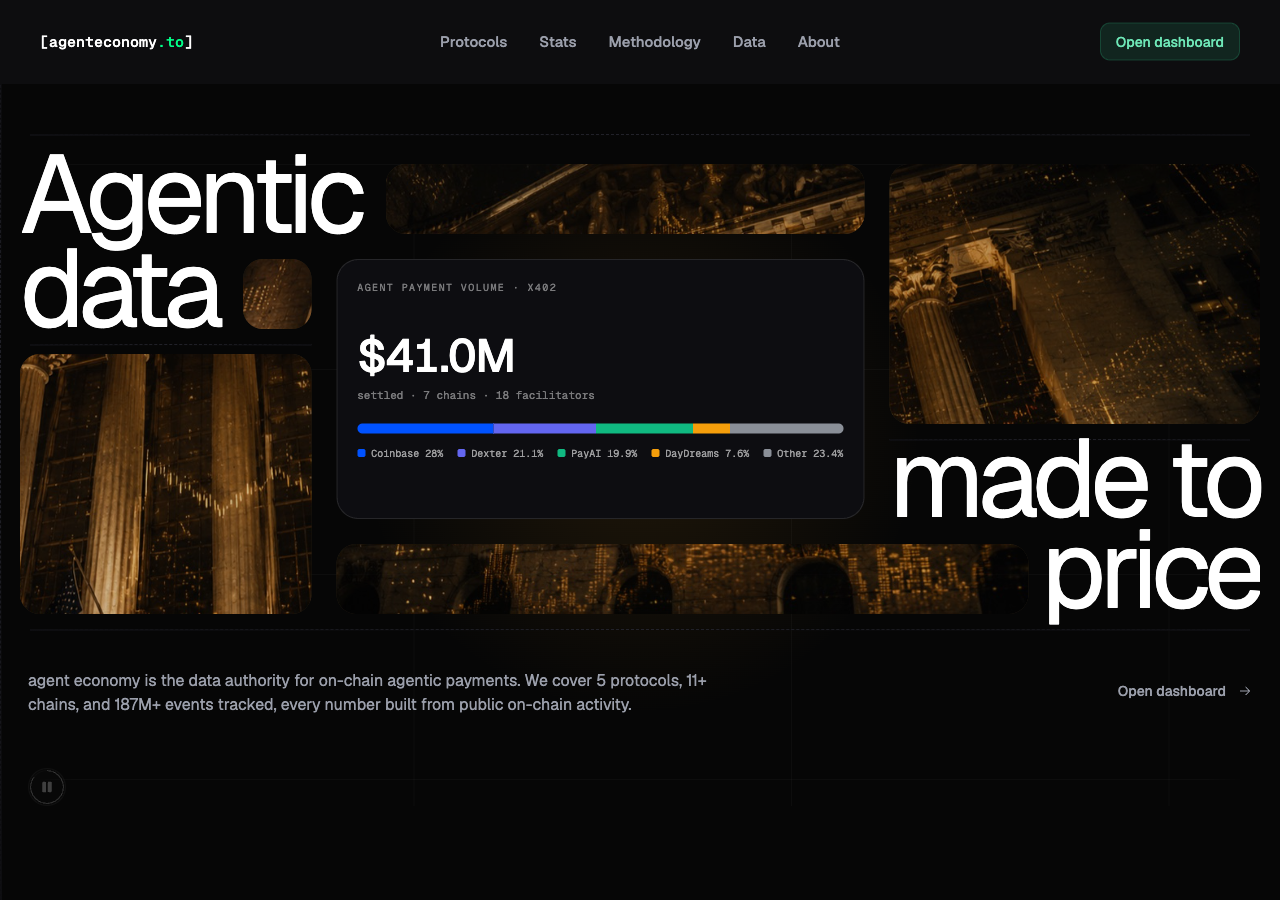 [agenteconomy.to]
Protocols
Stats
Methodology
Data
About
Open dashboard
Agentic
data
AGENT PAYMENT VOLUME · X402
$41.0M
settled · 7 chains · 18 facilitators
Coinbase 28%
Dexter 21.1%
PayAI 19.9%
DayDreams 7.6%
Other 23.4%
made to
price
agent economy is the data authority for on-chain agentic payments. We cover 5 protocols, 11+
chains, and 187M+ events tracked, every number built from public on-chain activity.
Open dashboard →